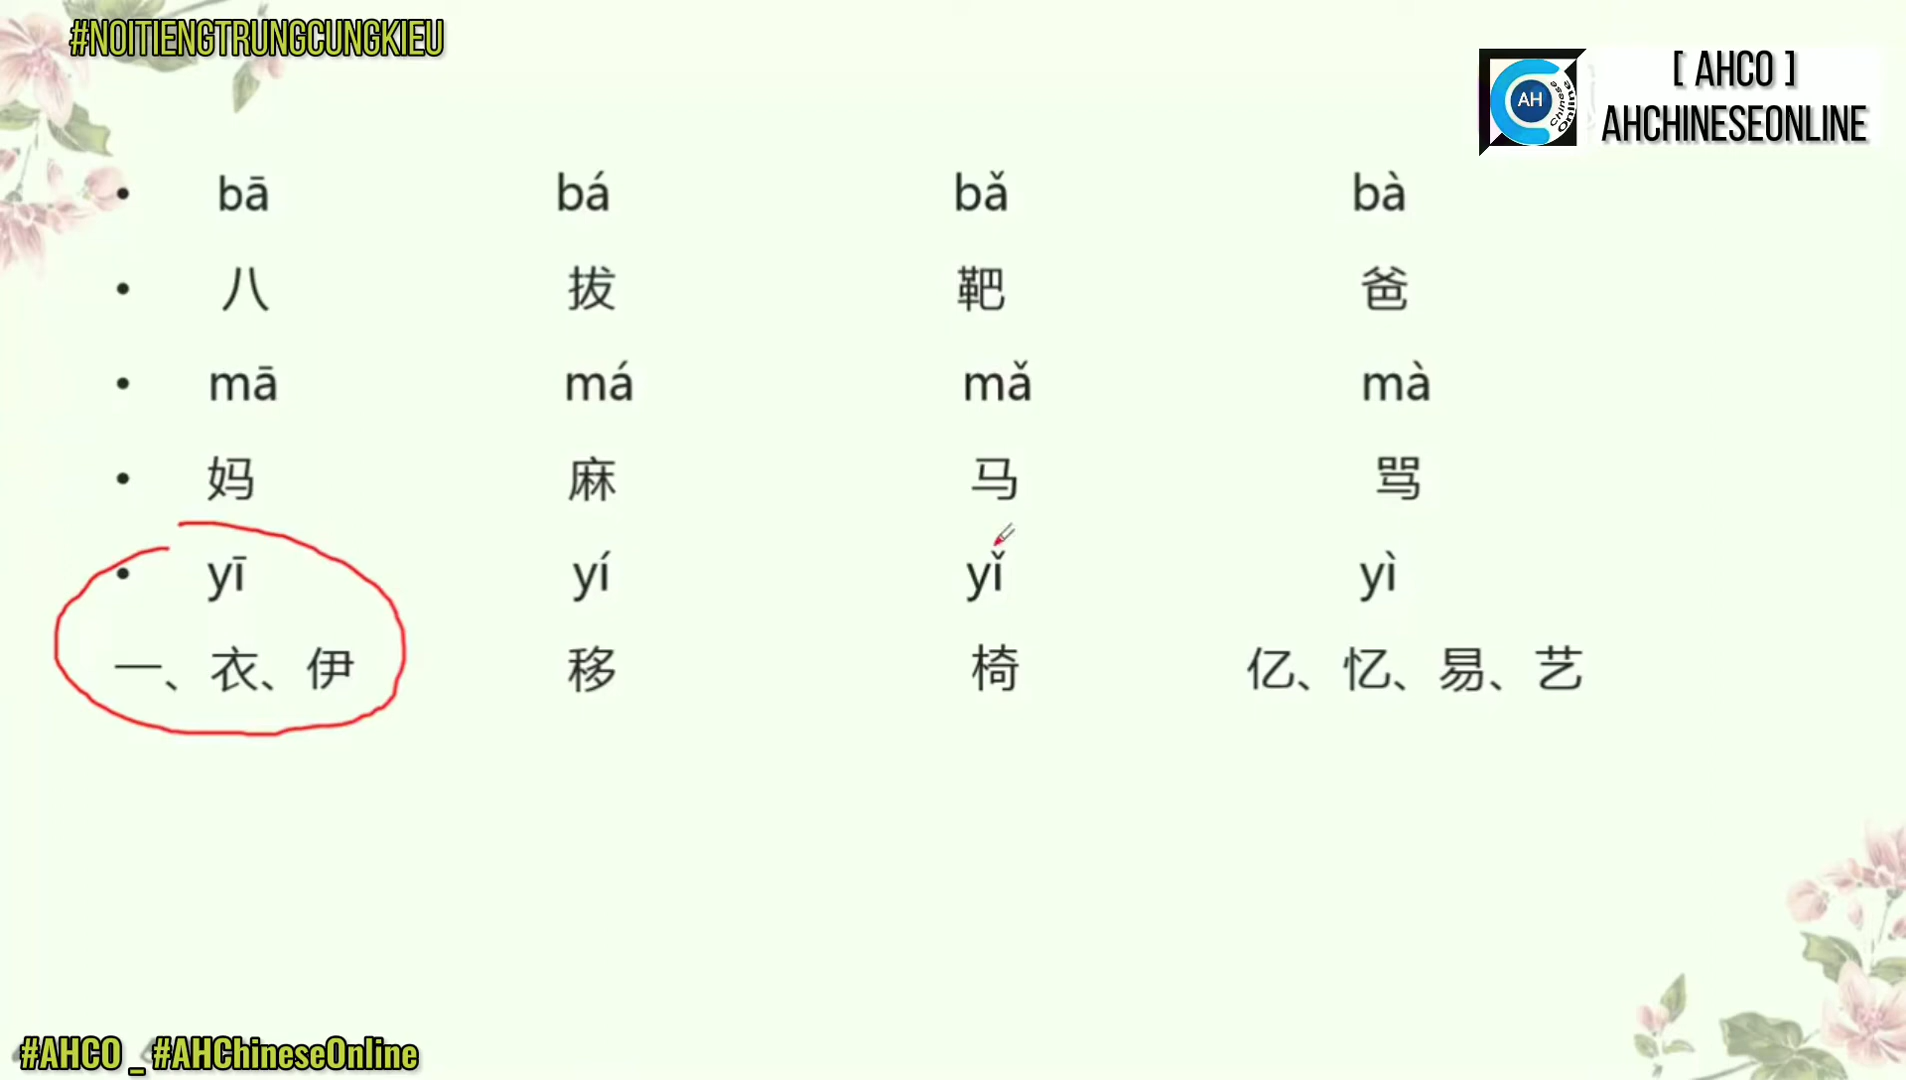 #NOITIENGTRUNGCUNGKIEU
[ AHCO ]
AHCHINESEONLINE
AH Chinese Online
• bā bá bǎ bà
• 八 拔 靶 爸
• mā má mǎ mà
• 妈 麻 马 骂
• yī yí yǐ yì
一、衣、伊 移 椅 亿、忆、易、艺
#AHCO _ #AHChineseOnline